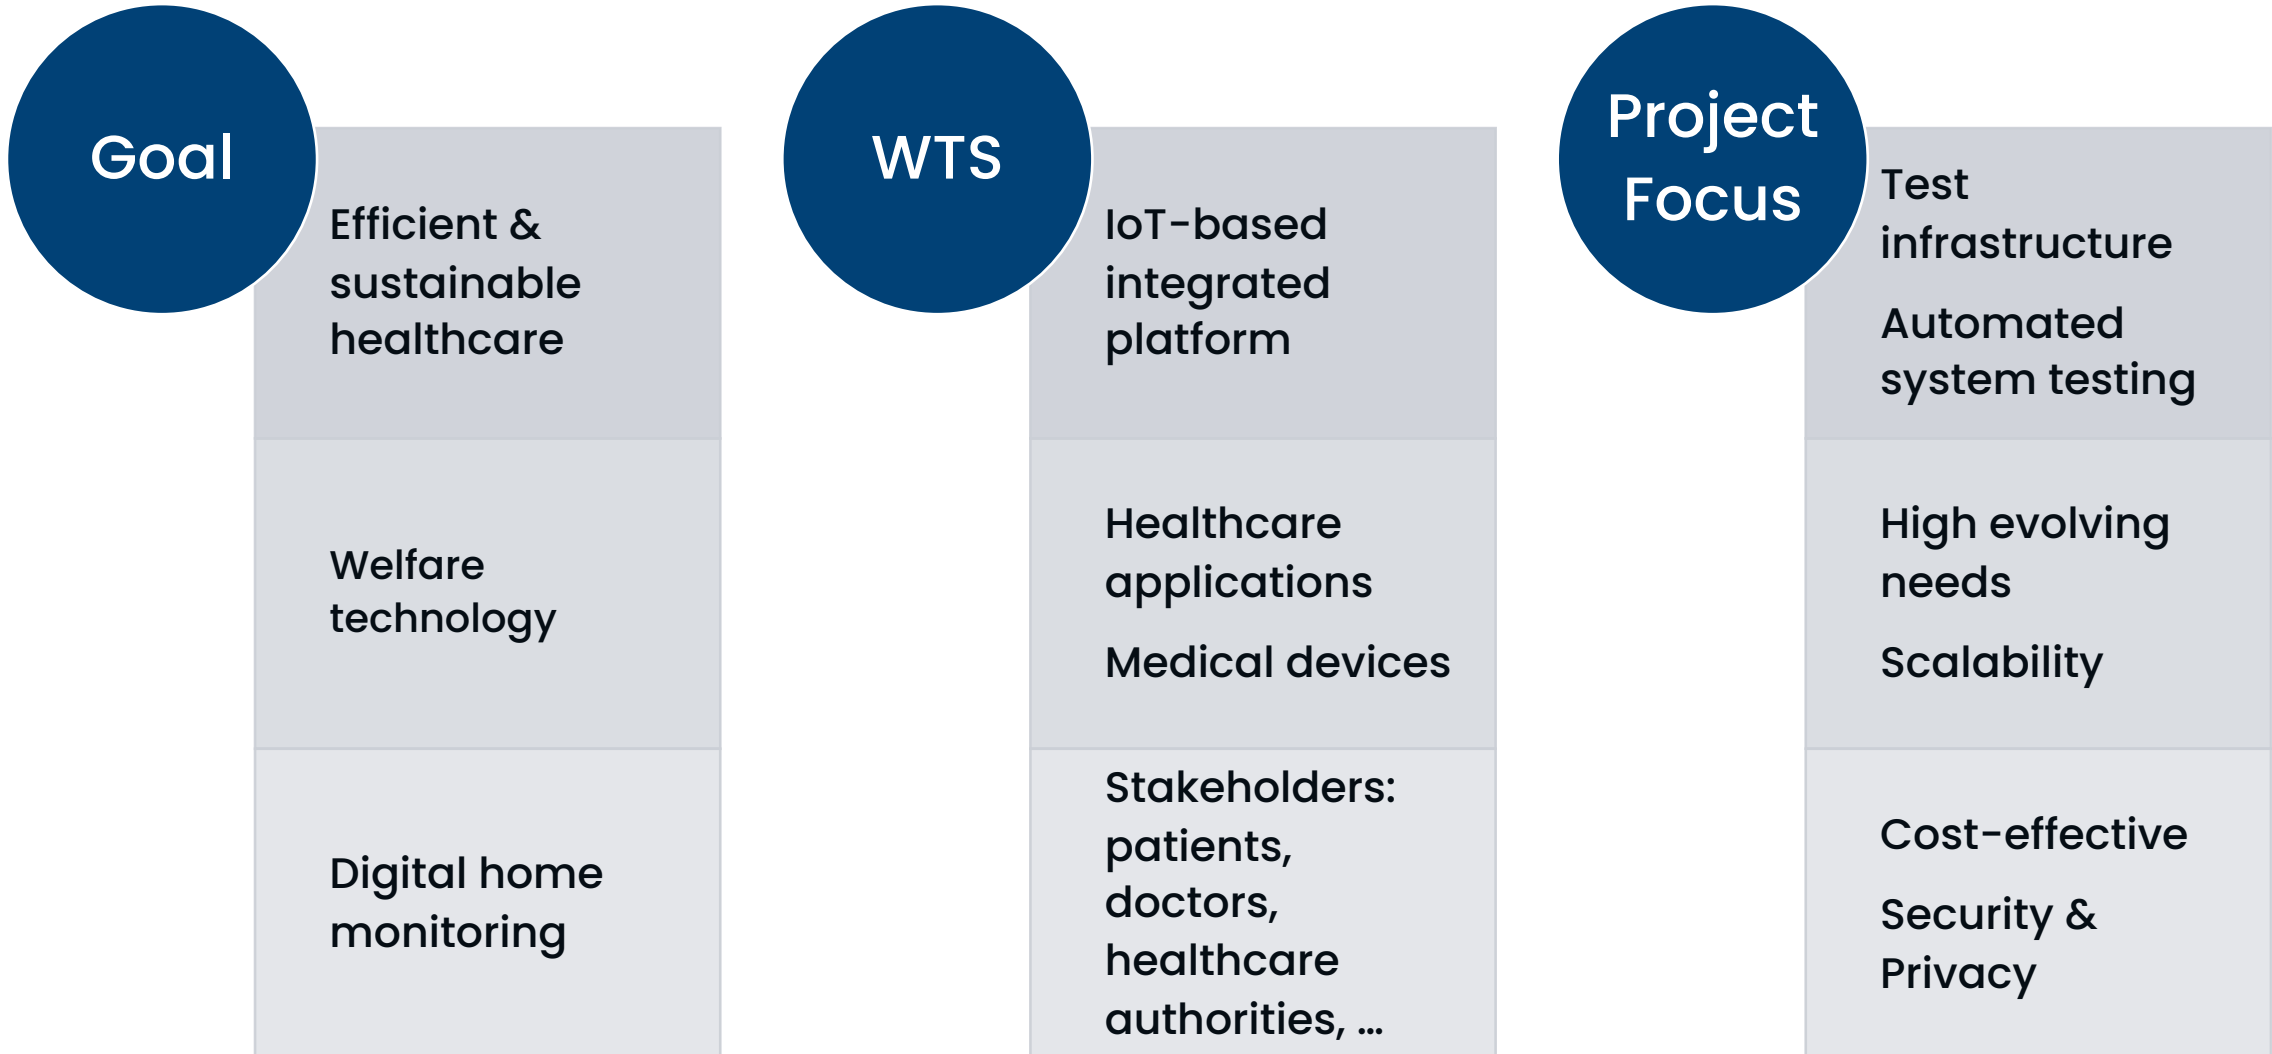 Goal
Efficient &
sustainable
healthcare
Welfare
technology
Digital home
monitoring
WTS
IoT-based
integrated
platform
Healthcare
applications
Medical devices
Stakeholders:
patients,
doctors,
healthcare
authorities, …
Project
Focus
Test
infrastructure
Automated
system testing
High evolving
needs
Scalability
Cost-effective
Security &
Privacy